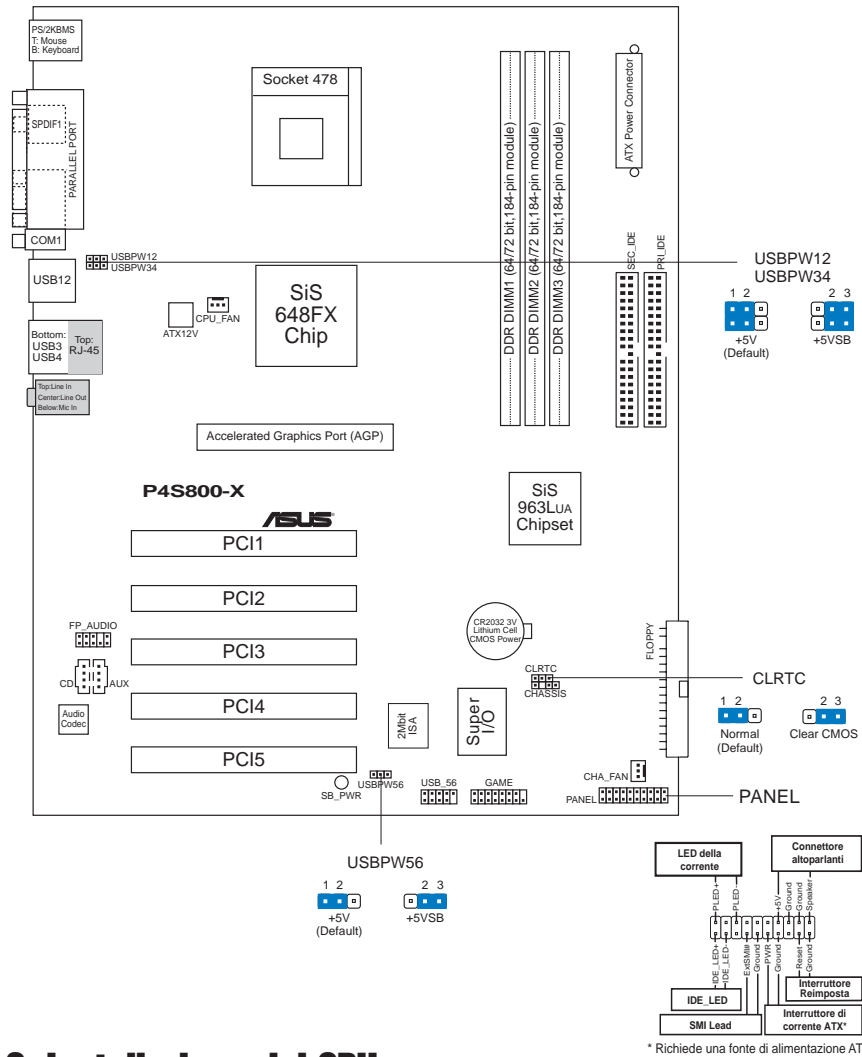 PS/2KBMS
T: Mouse
B: Keyboard
SPDIF1
PARALLEL PORT
COM1
USB12
Bottom:
USB3
USB4
Top:
RJ-45
Top:Line In
Center:Line Out
Below:Mic In
USBPW12
USBPW34
ATX12V
CPU_FAN
Socket 478
SiS
648FX
Chip
DDR DIMM1 (64/72 bit,184-pin module)
DDR DIMM2 (64/72 bit,184-pin module)
DDR DIMM3 (64/72 bit,184-pin module)
ATX Power Connector
SEC_IDE
PRI_IDE
USBPW12
USBPW34
1 2
2 3
+5V
(Default)
+5VSB
Accelerated Graphics Port (AGP)
P4S800-X
ASUS
SiS
963LUA
Chipset
PCI1
PCI2
PCI3
PCI4
PCI5
FP_AUDIO
CD
AUX
Audio
Codec
CR2032 3V
Lithium Cell
CMOS Power
FLOPPY
CLRTC
CHASSIS
2Mbit
ISA
Super
I/O
CLRTC
1 2
2 3
Normal
(Default)
Clear CMOS
SB_PWR
USBPW56
USB_56
GAME
CHA_FAN
PANEL
PANEL
USBPW56
1 2
2 3
+5V
(Default)
+5VSB
LED della
corrente
Connettore
altoparlanti
PLED+
PLED-
+5V
Ground
Ground
Speaker
IDE_LED+
IDE_LED-
ExtSMI#
Ground
PWR
Ground
Reset
Ground
Interruttore
Reimposta
IDE_LED
Interruttore di
corrente ATX*
SMI Lead
* Richiede una fonte di alimentazione AT